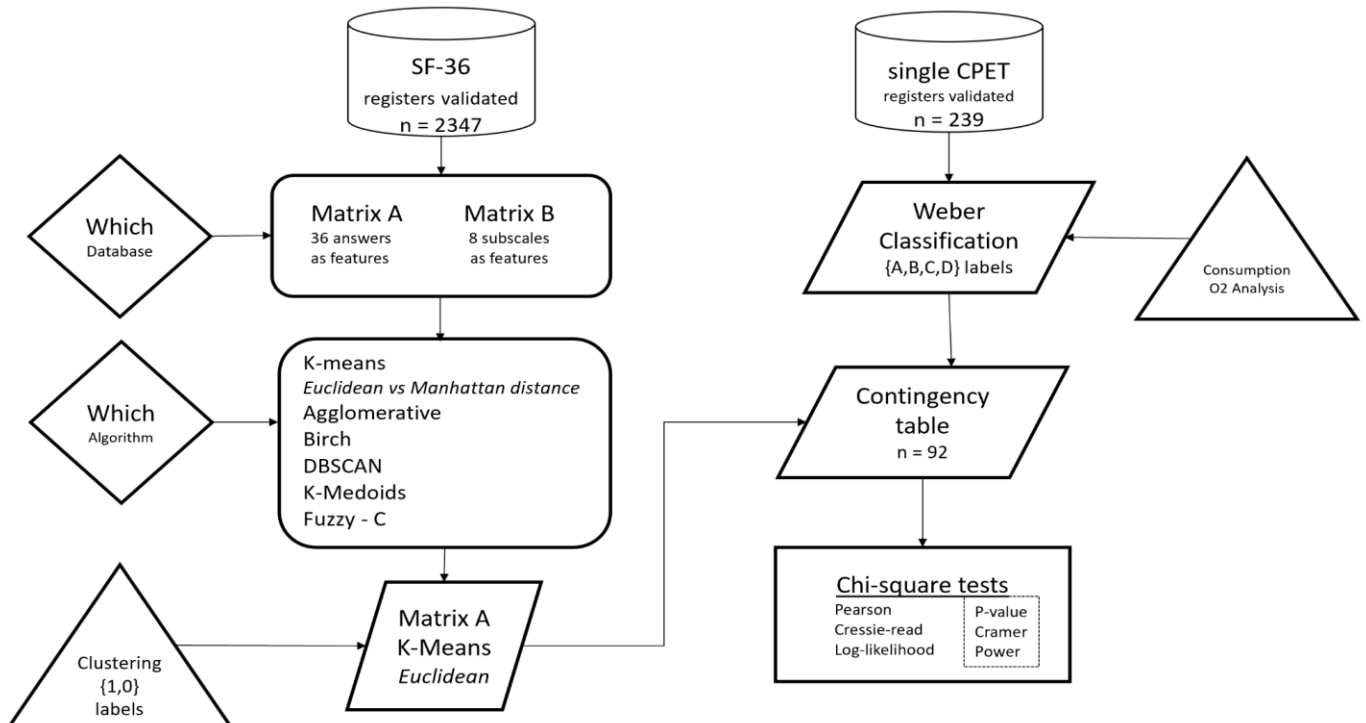 SF-36
registers validated
n = 2347
single CPET
registers validated
n = 239
Which
Database
Matrix A
36 answers
as features
Matrix B
8 subscales
as features
Weber
Classification
{A,B,C,D} labels
Consumption
O2 Analysis
Which
Algorithm
K-means
Euclidean vs Manhattan distance
Agglomerative
Birch
DBSCAN
K-Medoids
Fuzzy - C
Contingency
table
n = 92
Clustering
{1,0}
labels
Matrix A
K-Means
Euclidean
Chi-square tests
Pearson
Cressie-read
Log-likelihood
P-value
Cramer
Power